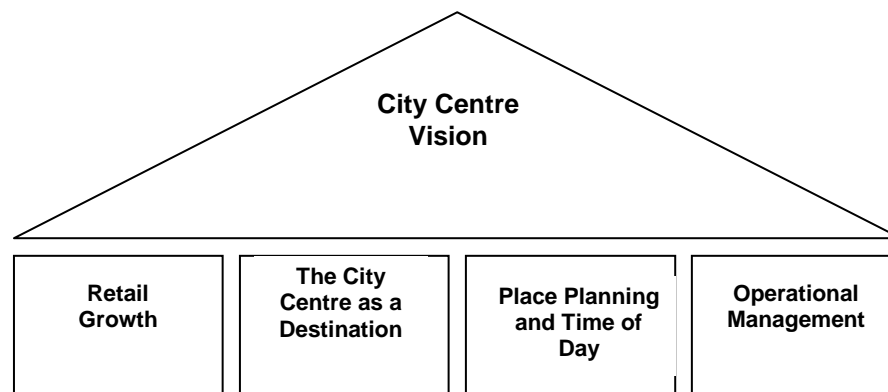 City Centre
Vision
Retail
Growth
The City
Centre as a
Destination
Place Planning
and Time of
Day
Operational
Management